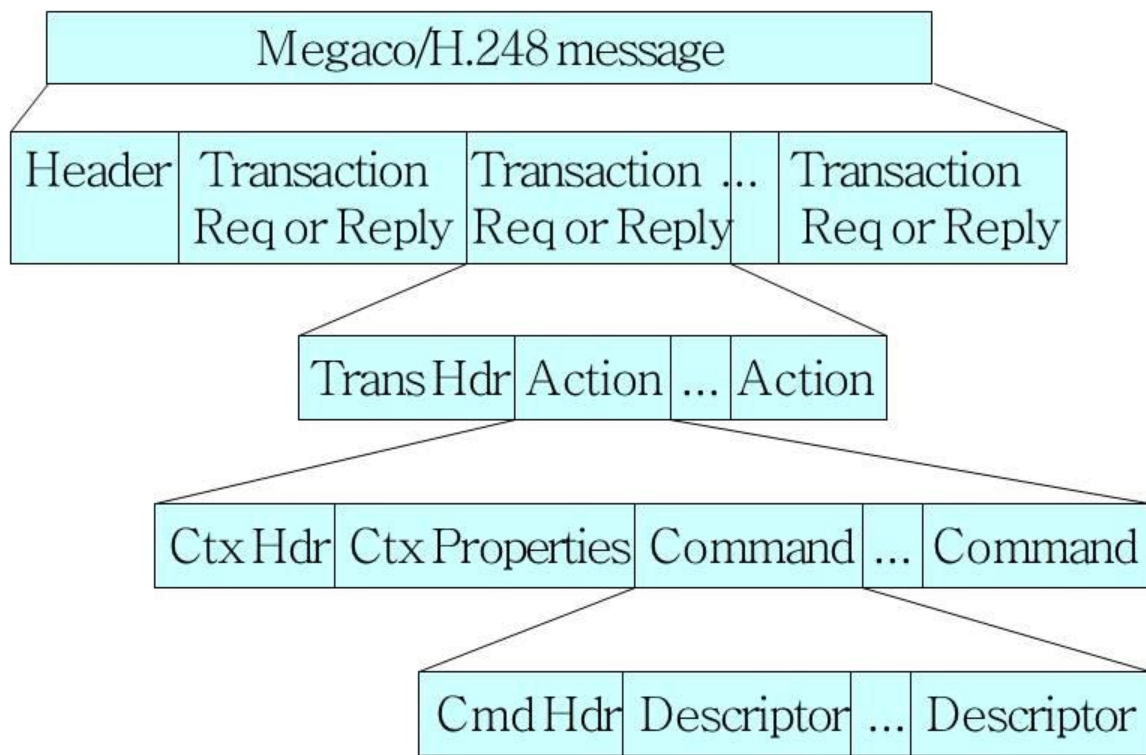 Megaco/H.248 message
Header Transaction Transaction ... Transaction
Req or Reply Req or Reply Req or Reply
Trans Hdr Action ... Action
Ctx Hdr Ctx Properties Command ... Command
Cmd Hdr Descriptor ... Descriptor